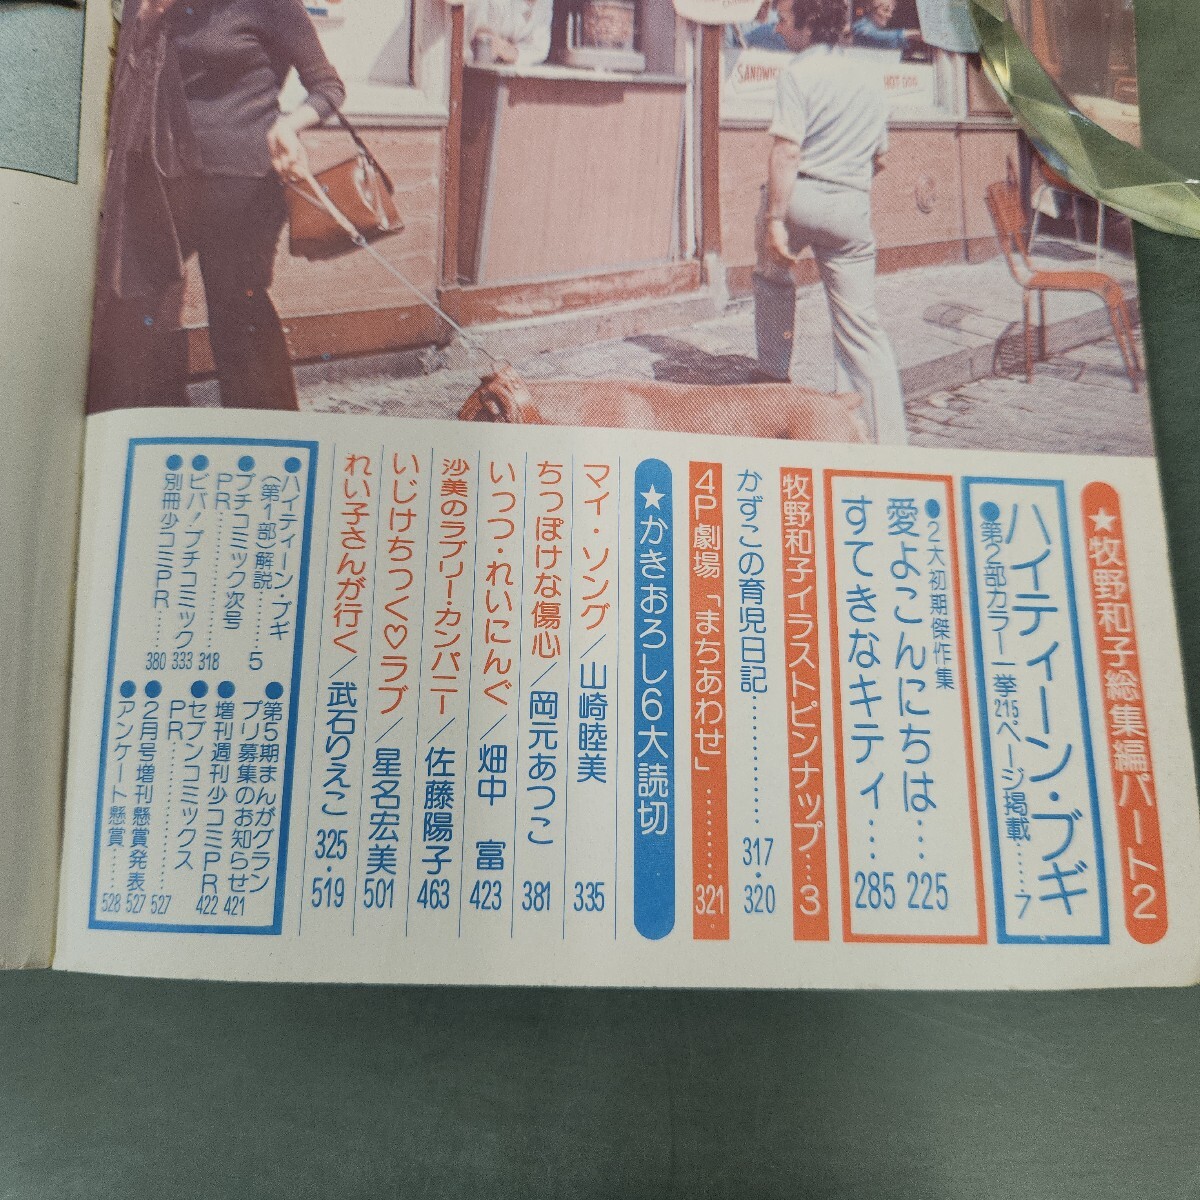 SANDWI
HOT DOG
★牧野和子総集編パート2
ハイティーン・ブギ
●第2部カラー一挙215ページ掲載……7
●2大初期傑作集
愛よこんにちは…225
すてきなキティ…285
牧野和子イラストピンナップ…3
かずこの育児日記…………317・320
4P劇場「まちあわせ」………321
★かきおろし6大読切
マイ・ソング/山崎睦美 335
ちっぽけな傷心/岡元あつこ 381
いっつ・れいにんぐ/畑中 富 423
沙美のラブリー・カンパニー/佐藤陽子 463
いじけちっく♡ラブ/星名宏美 501
れい子さんが行く/武石りえこ 325・519
●ハイティーン・ブギ
(第1部)解説……5
●プチコミック次号
PR……………318
●ビバ!プチコミック 333
●別冊少コミPR……380
●第5期まんがグラン
プリ募集のお知らせ 421
●増刊週刊少コミPR 422
●セブンコミックス
PR……………527
●2月号増刊懸賞発表 527
●アンケート懸賞……528